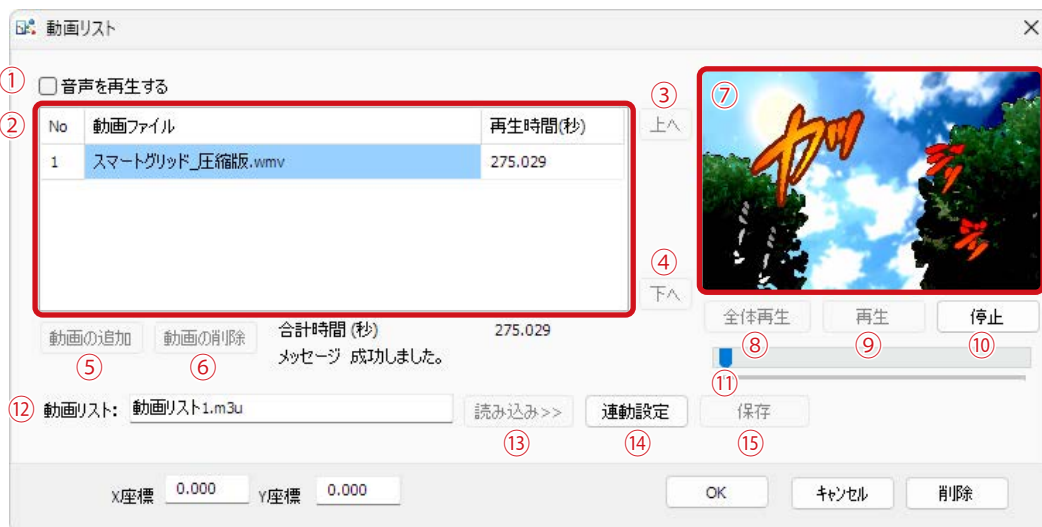 動画リスト
① 音声を再生する
② No 動画ファイル 再生時間(秒)
1 スマートグリッド_圧縮版.wmv 275.029
③
上へ
④
下へ
⑦
カッ
動画の追加 動画の削除 合計時間 (秒) 275.029
⑤ ⑥ メッセージ 成功しました。
全体再生 再生 停止
⑧ ⑨ ⑩
⑪
⑫ 動画リスト: 動画リスト1.m3u 読み込み>> 連動設定 保存
⑬ ⑭ ⑮
X座標 0.000 Y座標 0.000 OK キャンセル 削除